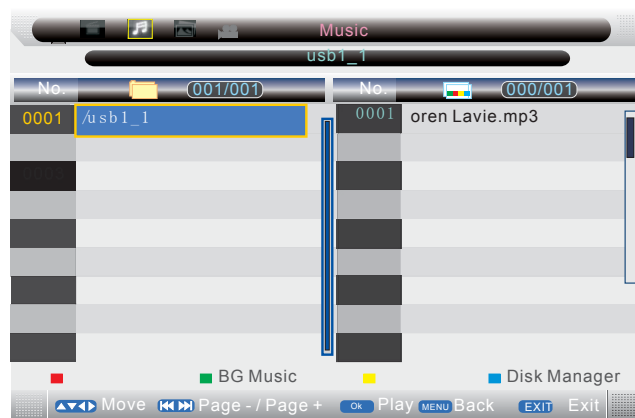 Music
usb1_1
No. (001/001) No. (000/001)
0001 /usb1_1 0001 oren Lavie.mp3
0003
BG Music Disk Manager
Move Page - / Page + Ok Play MENU Back EXIT Exit